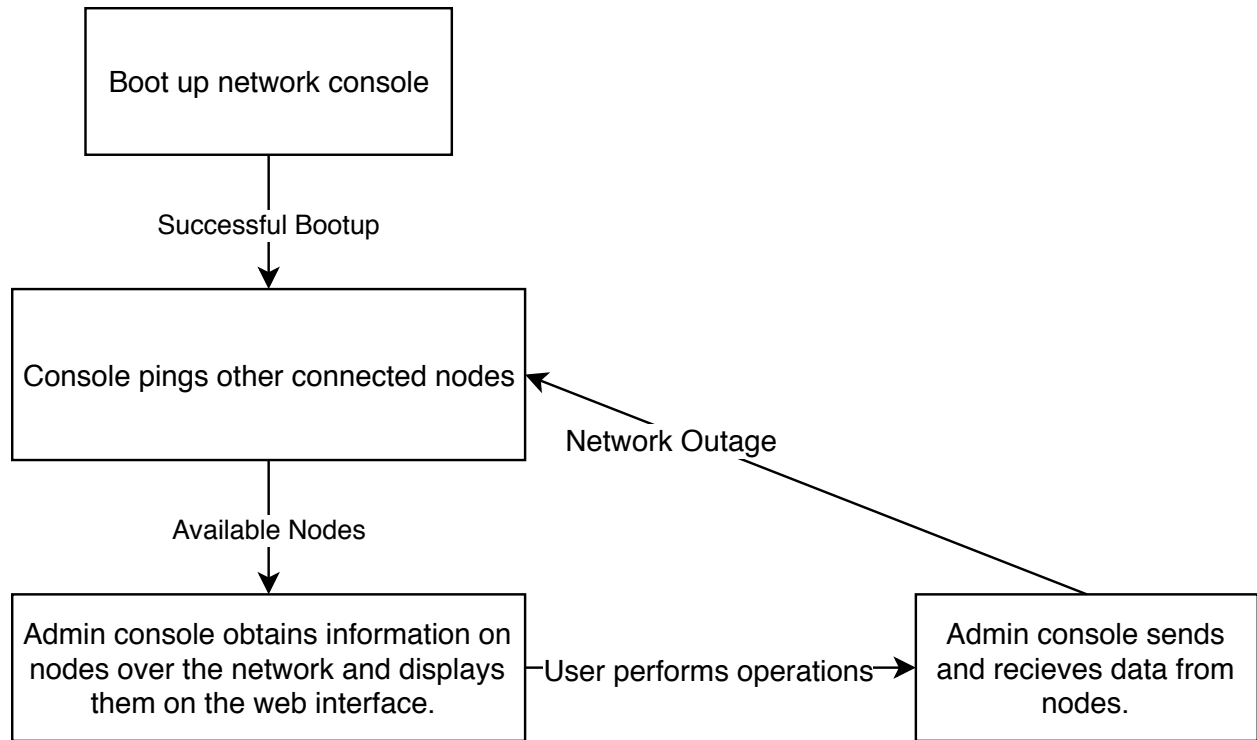 Boot up network console
Successful Bootup
Console pings other connected nodes
Network Outage
Available Nodes
Admin console obtains information on
nodes over the network and displays
them on the web interface.
User performs operations
Admin console sends
and recieves data from
nodes.